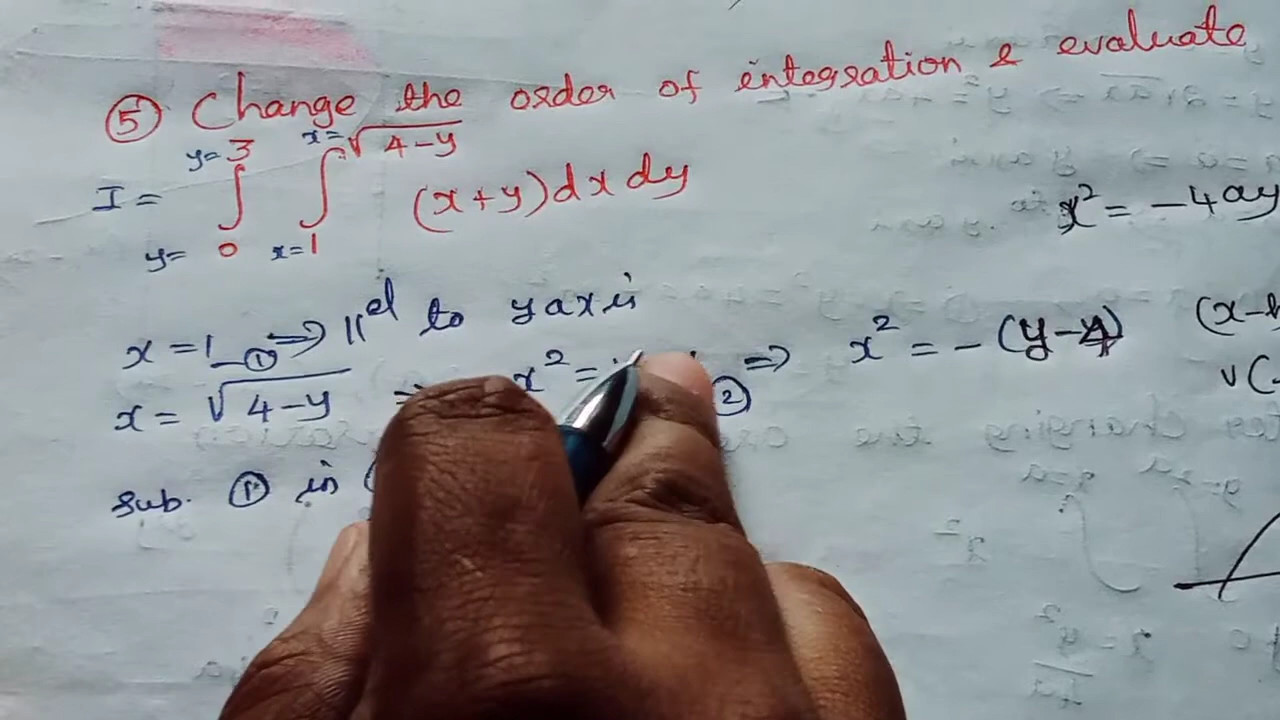 ⑤ Change the order of integration & evaluate
I = ∫_{y=0}^{y=3} ∫_{x=1}^{x=√(4-y)} (x+y) dx dy
x² = -4ay
x = 1 —① ⇒ ∥el to y axis
x = √(4-y) ⇒ x² = ② ⇒ x² = -(y-4)
(x-
v(-
sub. ① in